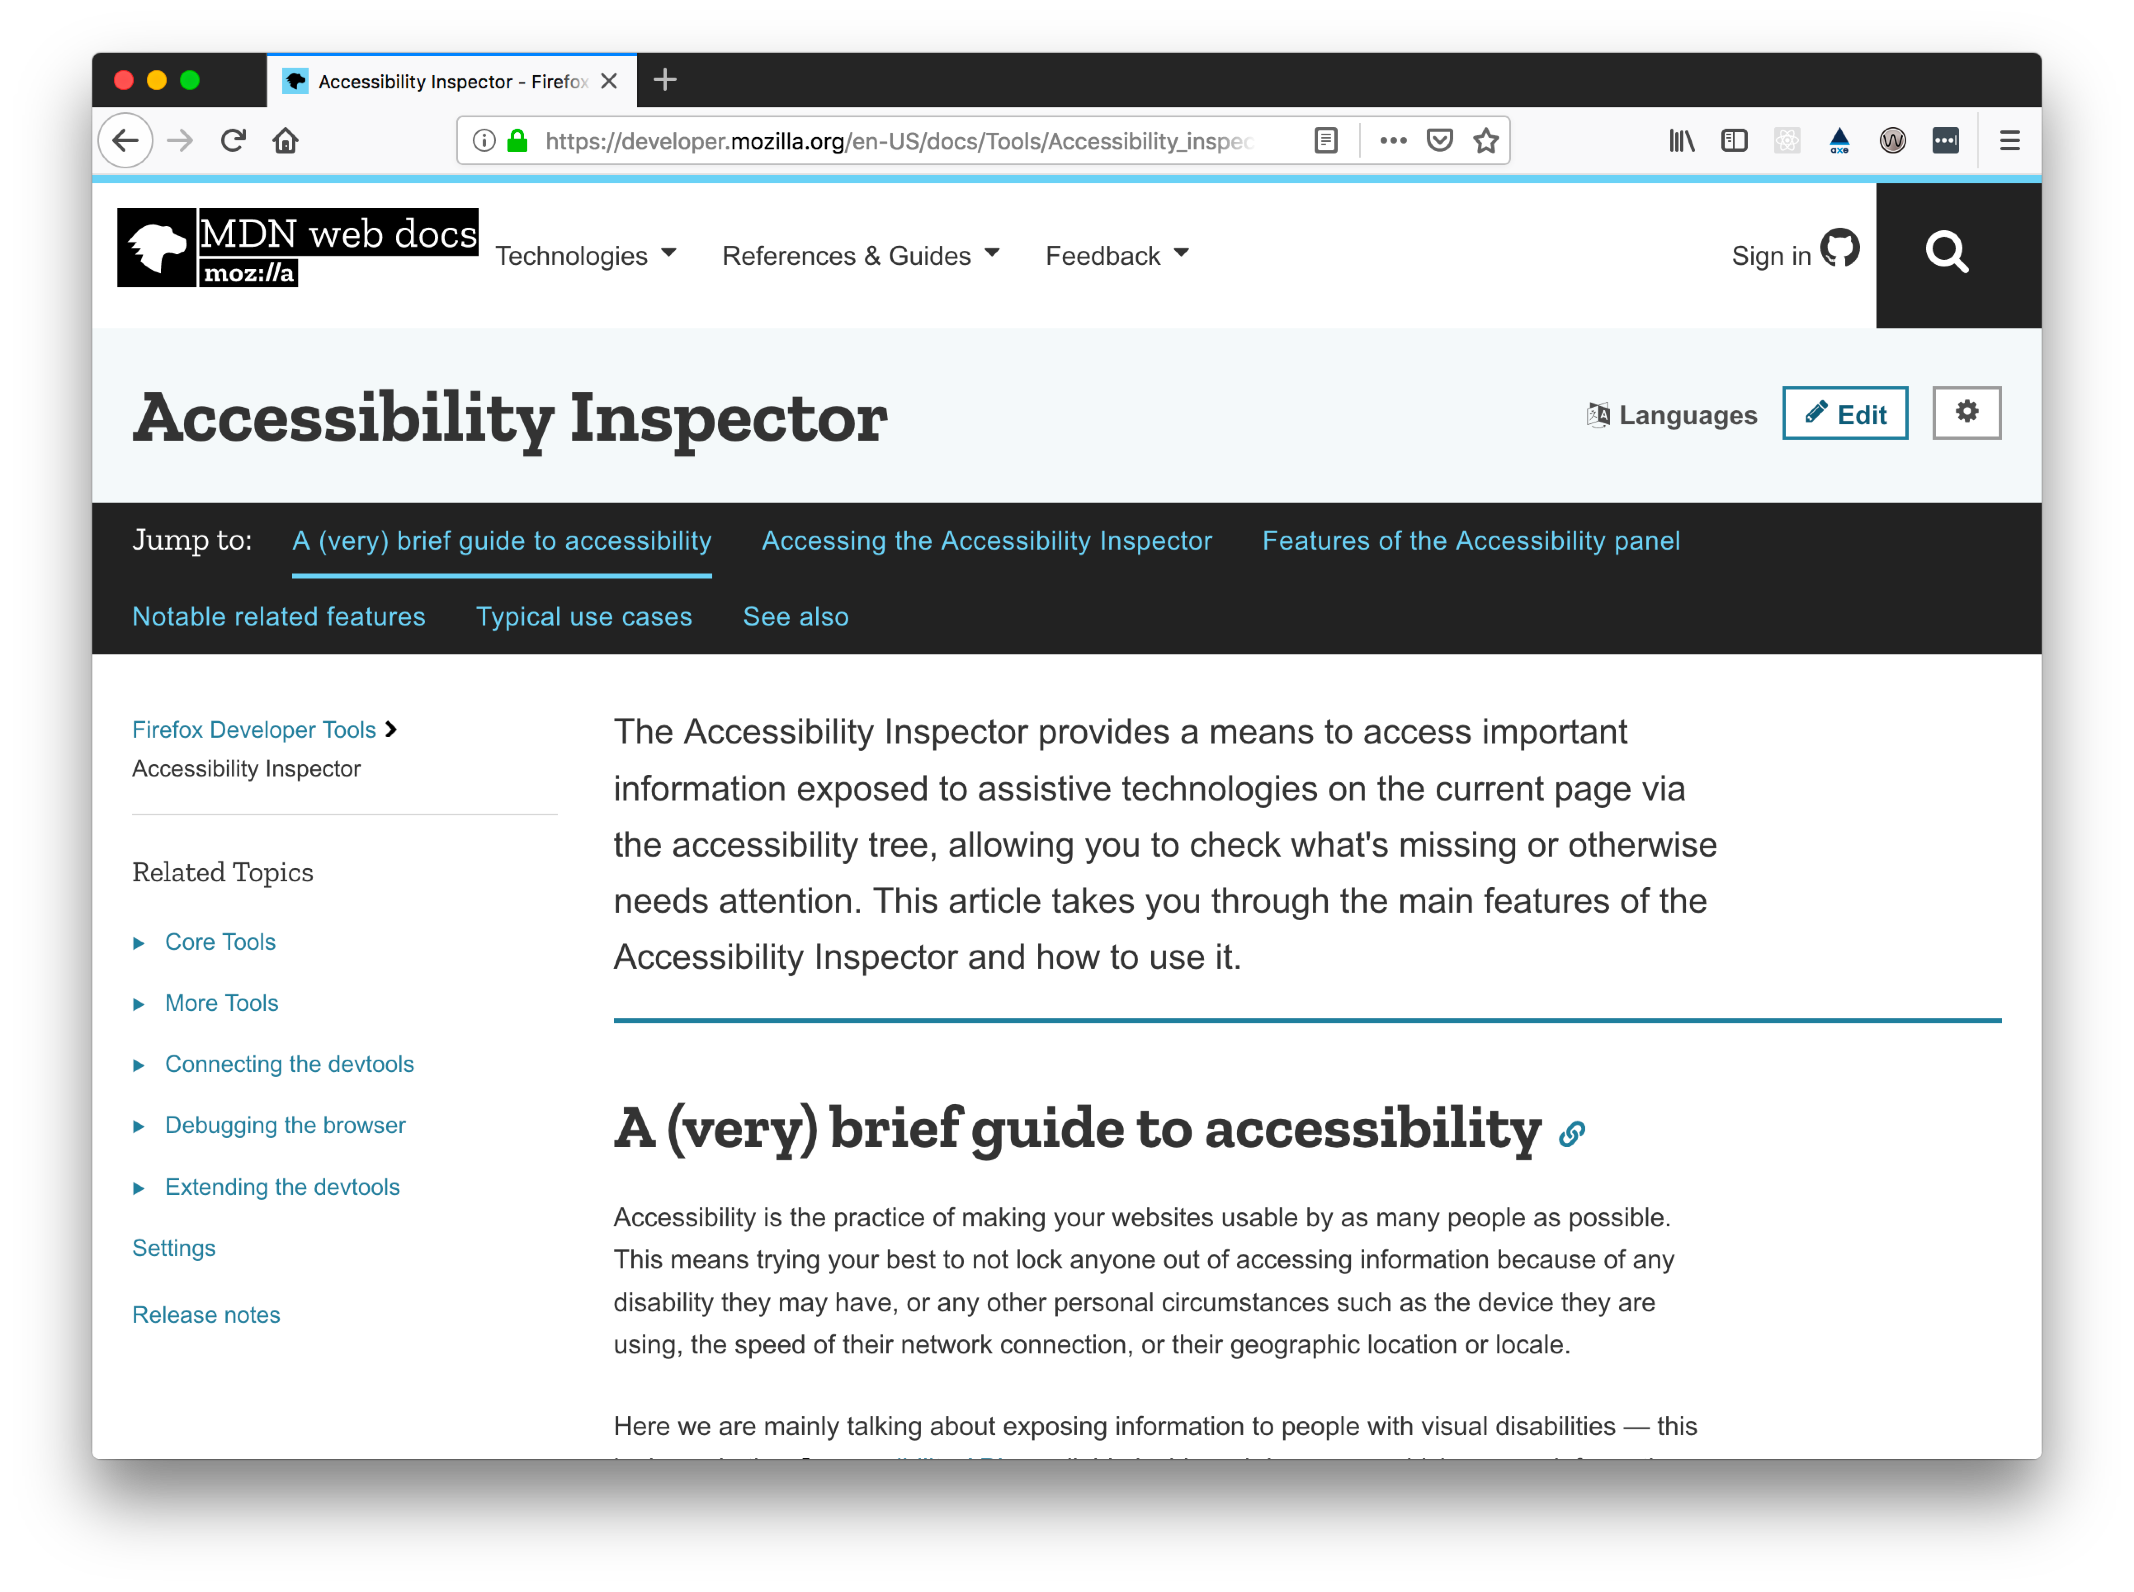 Accessibility Inspector - Firefox
https://developer.mozilla.org/en-US/docs/Tools/Accessibility_inspec
axe
MDN web docs
moz://a
Technologies
References & Guides
Feedback
Sign in
Accessibility Inspector
Languages
Edit
Jump to:
A (very) brief guide to accessibility
Accessing the Accessibility Inspector
Features of the Accessibility panel
Notable related features
Typical use cases
See also
Firefox Developer Tools
Accessibility Inspector
Related Topics
Core Tools
More Tools
Connecting the devtools
Debugging the browser
Extending the devtools
Settings
Release notes
The Accessibility Inspector provides a means to access important
information exposed to assistive technologies on the current page via
the accessibility tree, allowing you to check what's missing or otherwise
needs attention. This article takes you through the main features of the
Accessibility Inspector and how to use it.
A (very) brief guide to accessibility
Accessibility is the practice of making your websites usable by as many people as possible.
This means trying your best to not lock anyone out of accessing information because of any
disability they may have, or any other personal circumstances such as the device they are
using, the speed of their network connection, or their geographic location or locale.
Here we are mainly talking about exposing information to people with visual disabilities — this